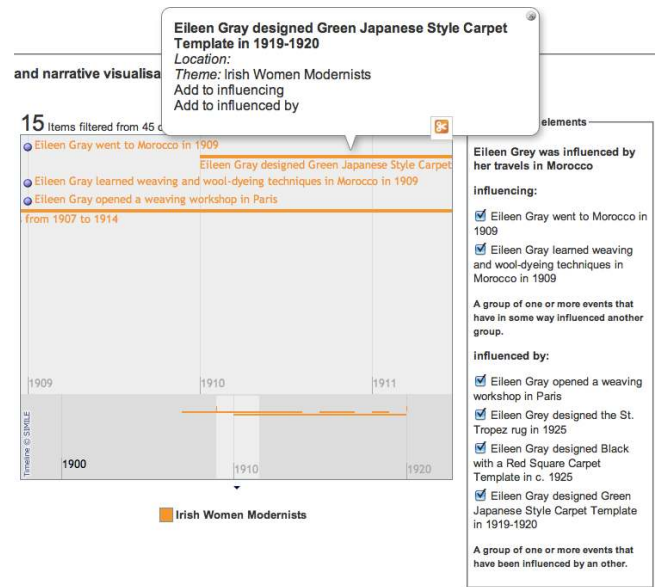 Eileen Gray designed Green Japanese Style Carpet
Template in 1919-1920
Location:
Theme: Irish Women Modernists
Add to influencing
Add to influenced by
and narrative visualisa
15 Items filtered from 45
Eileen Gray went to Morocco in 1909
Eileen Gray designed Green Japanese Style Carpet
Eileen Gray learned weaving and wool-dyeing techniques in Morocco in 1909
Eileen Gray opened a weaving workshop in Paris
from 1907 to 1914
1909
1910
1911
Timeline © SIMILE
1900
1910
1920
Irish Women Modernists
elements
Eileen Grey was influenced by
her travels in Morocco
influencing:
Eileen Gray went to Morocco in
1909
Eileen Gray learned weaving
and wool-dyeing techniques in
Morocco in 1909
A group of one or more events that
have in some way influenced another
group.
influenced by:
Eileen Gray opened a weaving
workshop in Paris
Eileen Gray designed the St.
Tropez rug in 1925
Eileen Gray designed Black
with a Red Square Carpet
Template in c. 1925
Eileen Gray designed Green
Japanese Style Carpet Template
in 1919-1920
A group of one or more events that
have been influenced by an other.